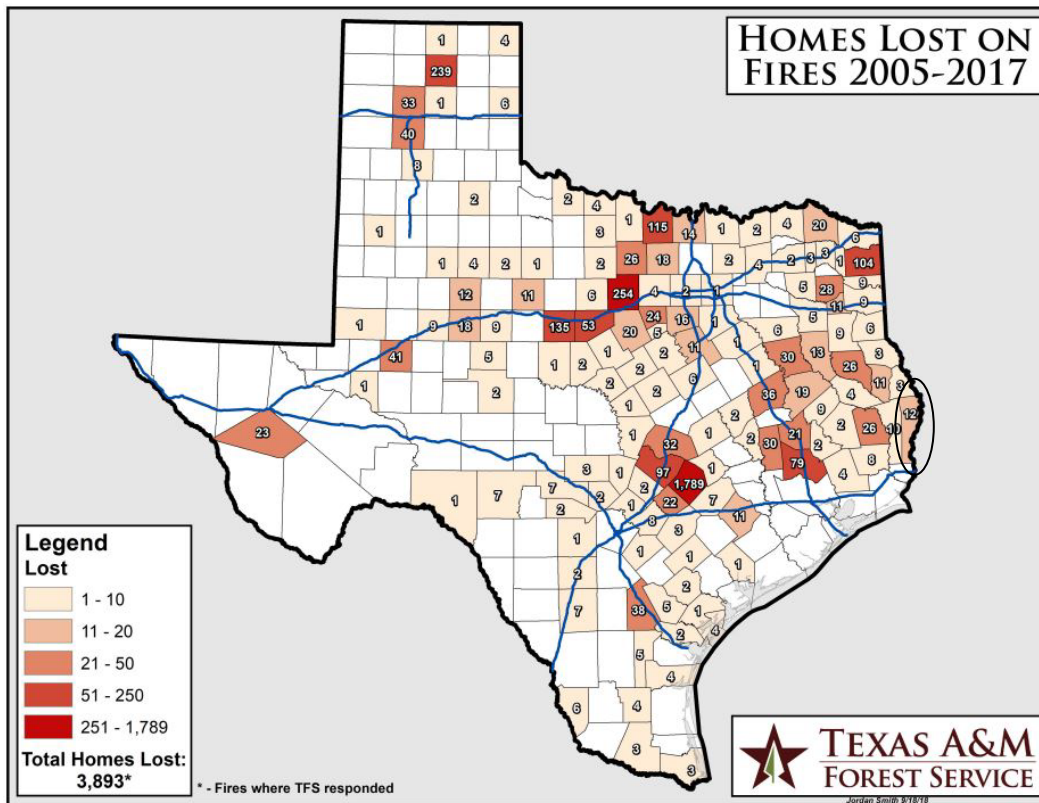 Homes Lost on
Fires 2005-2017
1 4
239
33 1 6
40
8
2 2 4
1 115 14 1 2 4 20
1 3 6
1 4 2 1 2 26 18 2 4 2 3 3 1 104
12 11 6 254 4 2 1 5 28 9
11 9
1 9 18 9 135 53 20 24 5 16 1 5
6 9 6
41 5 1 2 2 11 1 1 30 13 26 3
1 2 1 2 2 6 36 19 4 11 3
1 9 12
23 32 1 2 30 21 2 2 26 10
3 1 97 1 79 4 8
1 7 7 2 2 1 2 1,789 22 7
8 3 11
1 1 1
2 2 1
7 38 5 1
2 4
5 4
6 4
3
3
Legend
Lost
1 - 10
11 - 20
21 - 50
51 - 250
251 - 1,789
Total Homes Lost:
3,893*
* - Fires where TFS responded
Texas A&M
Forest Service
Jordan Smith 9/18/18